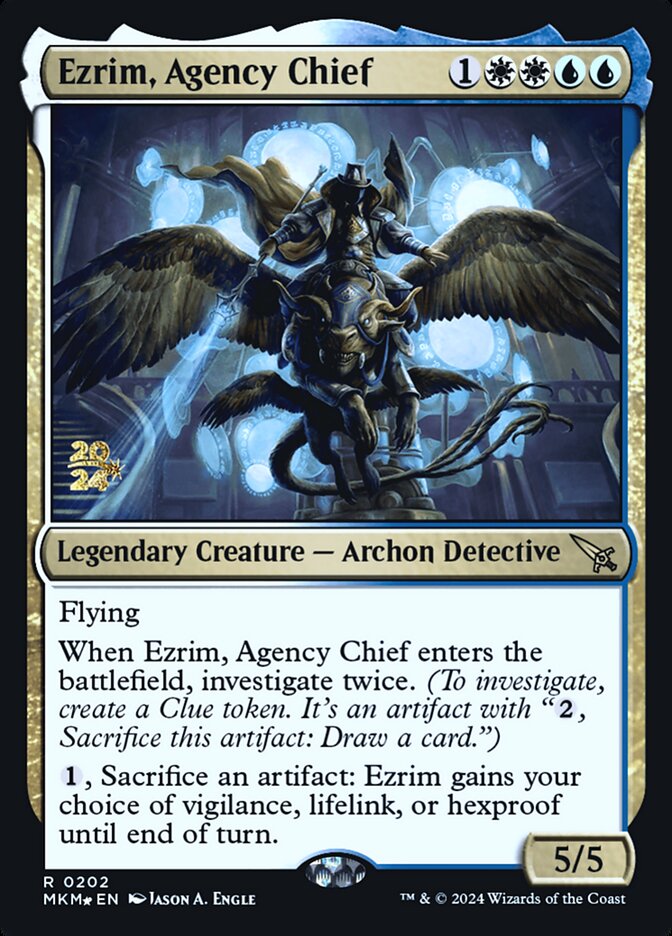 Ezrim, Agency Chief 1
20
24
Legendary Creature — Archon Detective
Flying
When Ezrim, Agency Chief enters the
battlefield, investigate twice. (To investigate,
create a Clue token. It's an artifact with “2,
Sacrifice this artifact: Draw a card.”)
1, Sacrifice an artifact: Ezrim gains your
choice of vigilance, lifelink, or hexproof
until end of turn.
5/5
R 0202
MKM★EN Jason A. Engle
™ & © 2024 Wizards of the Coast